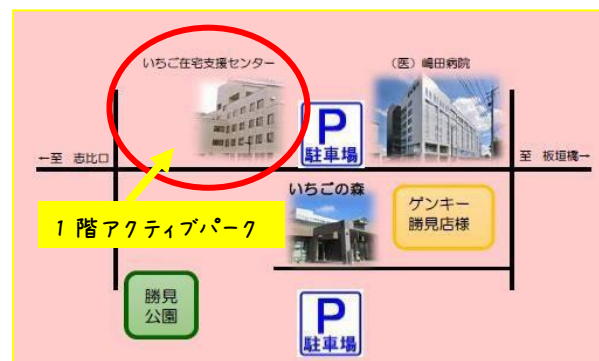 いちご在宅支援センター
（医）嶋田病院
P
駐車場
←至 志比口
至 板垣橋→
いちごの森
1階アクティブパーク
ゲンキー
勝見店様
勝見
公園
P
駐車場